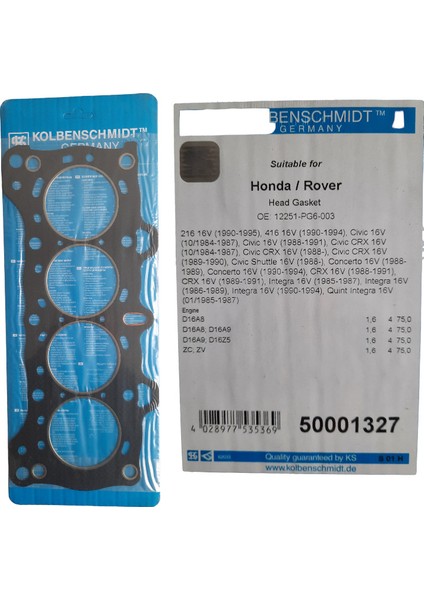 KOLBENSCHMIDT™
GERMANY
BENSCHMIDT™
GERMANY
Suitable for
Honda / Rover
Head Gasket
OE 12251-PG6-003
216 16V (1990-1995), 416 16V (1990-1994), Civic 16V
(10/1984-1987), Civic 16V (1988-1991), Civic CRX 16V
(10/1984-1987), Civic CRX 16V (1988-), Civic CRX 16V
(1989-1990), Civic Shuttle 16V (1988-), Concerto 16V (1988-
1989), Concerto 16V (1990-1994), CRX 16V (1988-1991),
CRX 16V (1989-1991), Integra 16V (1985-1987), Integra 16V
(1986-1989), Integra 16V (1990-1994), Quint Integra 16V
(01/1985-1987)
Engine
D16A8 1,6 4 75,0
D16A8; D16A9 1,6 4 75,0
D16A9; D16Z5 1,6 4 75,0
ZC; ZV 1,6 4 75,0
4 028977 535369
50001327
Quality guaranteed by KS
www.kolbenschmidt.de